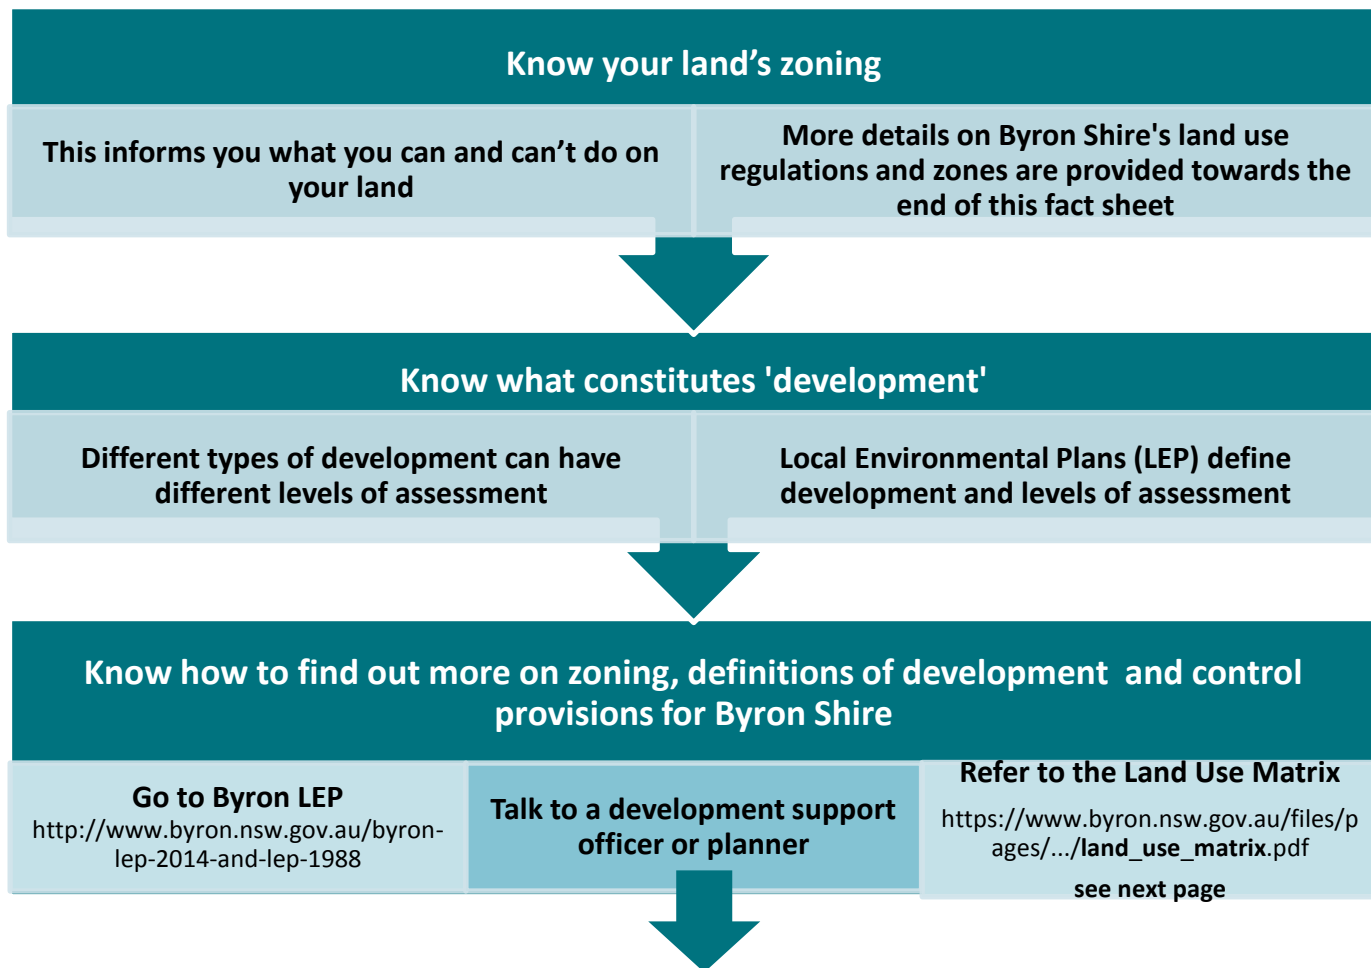 Know your land’s zoning
This informs you what you can and can’t do on
your land
More details on Byron Shire's land use
regulations and zones are provided towards the
end of this fact sheet
Know what constitutes 'development'
Different types of development can have
different levels of assessment
Local Environmental Plans (LEP) define
development and levels of assessment
Know how to find out more on zoning, definitions of development and control
provisions for Byron Shire
Go to Byron LEP
http://www.byron.nsw.gov.au/byron-
lep-2014-and-lep-1988
Talk to a development support
officer or planner
Refer to the Land Use Matrix
https://www.byron.nsw.gov.au/files/p
ages/.../land_use_matrix.pdf
see next page